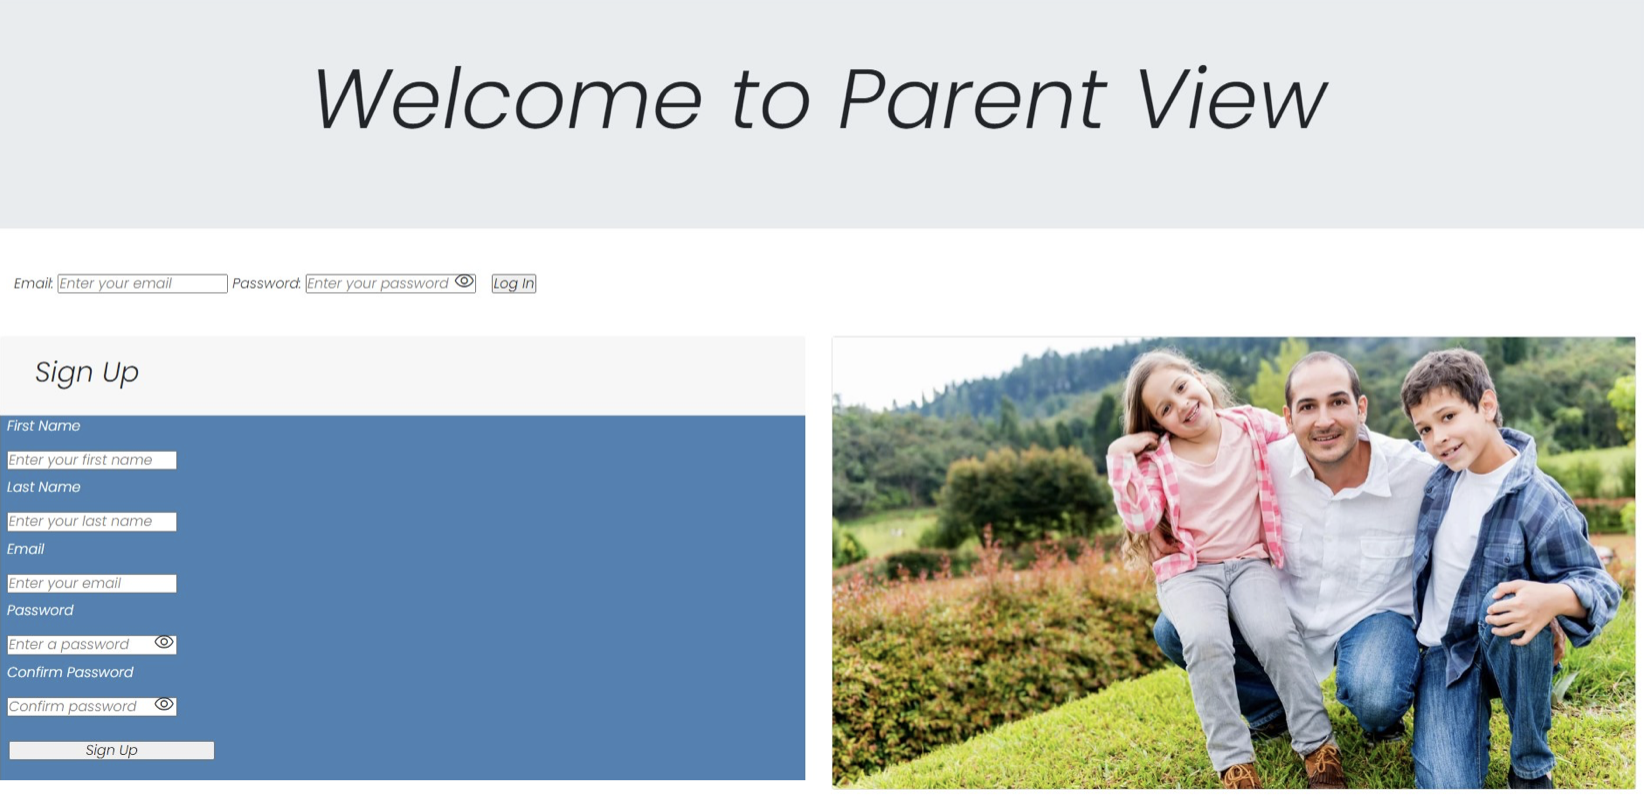 Welcome to Parent View
Email: Enter your email Password: Enter your password Log In
Sign Up
First Name
Enter your first name
Last Name
Enter your last name
Email
Enter your email
Password
Enter a password
Confirm Password
Confirm password
Sign Up